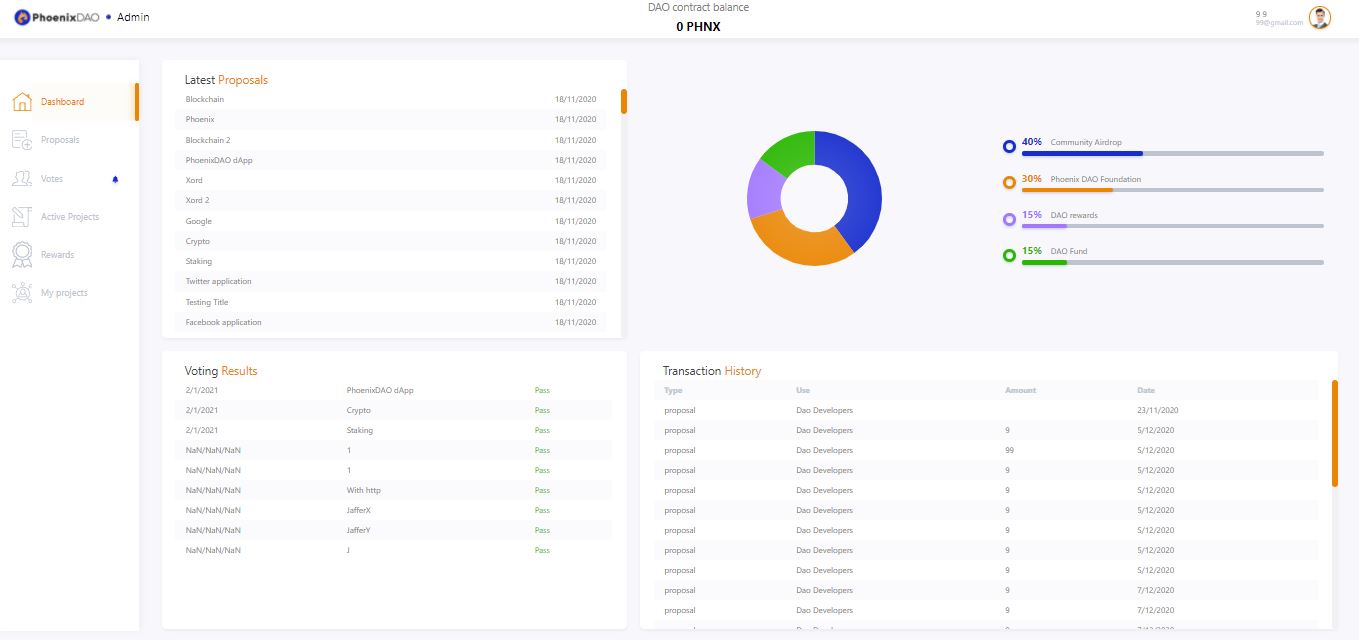 PhoenixDAO • Admin
DAO contract balance
0 PHNX
9 9
99@gmail.com
Dashboard
Proposals
Votes
Active Projects
Rewards
My projects
Latest Proposals
Blockchain 18/11/2020
Phoenix 18/11/2020
Blockchain 2 18/11/2020
PhoenixDAO dApp 18/11/2020
Xord 18/11/2020
Xord 2 18/11/2020
Google 18/11/2020
Crypto 18/11/2020
Staking 18/11/2020
Twitter application 18/11/2020
Testing Title 18/11/2020
Facebook application 18/11/2020
40% Community Airdrop
30% Phoenix DAO Foundation
15% DAO rewards
15% DAO Fund
Voting Results
2/1/2021 PhoenixDAO dApp Pass
2/1/2021 Crypto Pass
2/1/2021 Staking Pass
NaN/NaN/NaN 1 Pass
NaN/NaN/NaN 1 Pass
NaN/NaN/NaN With http Pass
NaN/NaN/NaN JafferX Pass
NaN/NaN/NaN JafferY Pass
NaN/NaN/NaN J Pass
Transaction History
Type Use Amount Date
proposal Dao Developers 23/11/2020
proposal Dao Developers 9 5/12/2020
proposal Dao Developers 99 5/12/2020
proposal Dao Developers 9 5/12/2020
proposal Dao Developers 9 5/12/2020
proposal Dao Developers 9 5/12/2020
proposal Dao Developers 9 5/12/2020
proposal Dao Developers 9 5/12/2020
proposal Dao Developers 9 5/12/2020
proposal Dao Developers 9 7/12/2020
proposal Dao Developers 9 7/12/2020